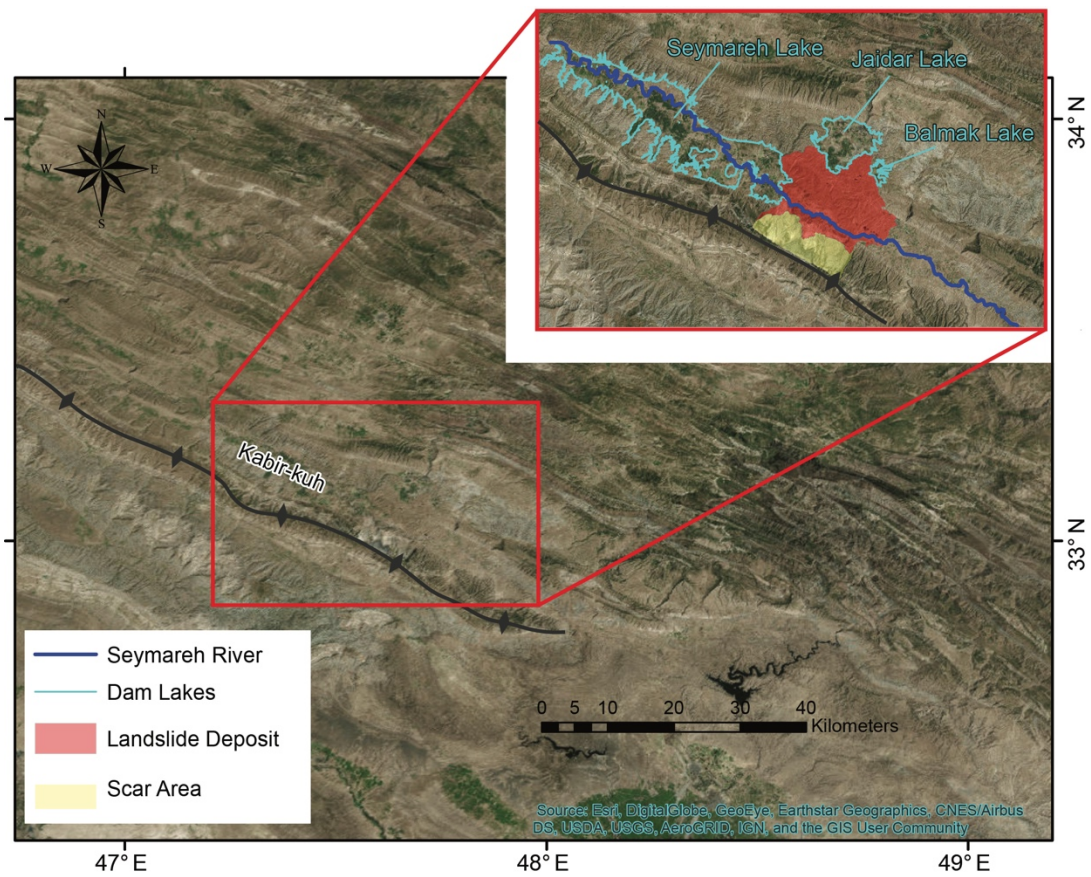 Seymareh Lake
Jaidar Lake
Balmak Lake
N
W
E
S
34° N
Kabir-kuh
33° N
Seymareh River
Dam Lakes
Landslide Deposit
Scar Area
0 5 10 20 30 40
Kilometers
Source: Esri, DigitalGlobe, GeoEye, Earthstar Geographics, CNES/Airbus
DS, USDA, USGS, AeroGRID, IGN, and the GIS User Community
47° E
48° E
49° E